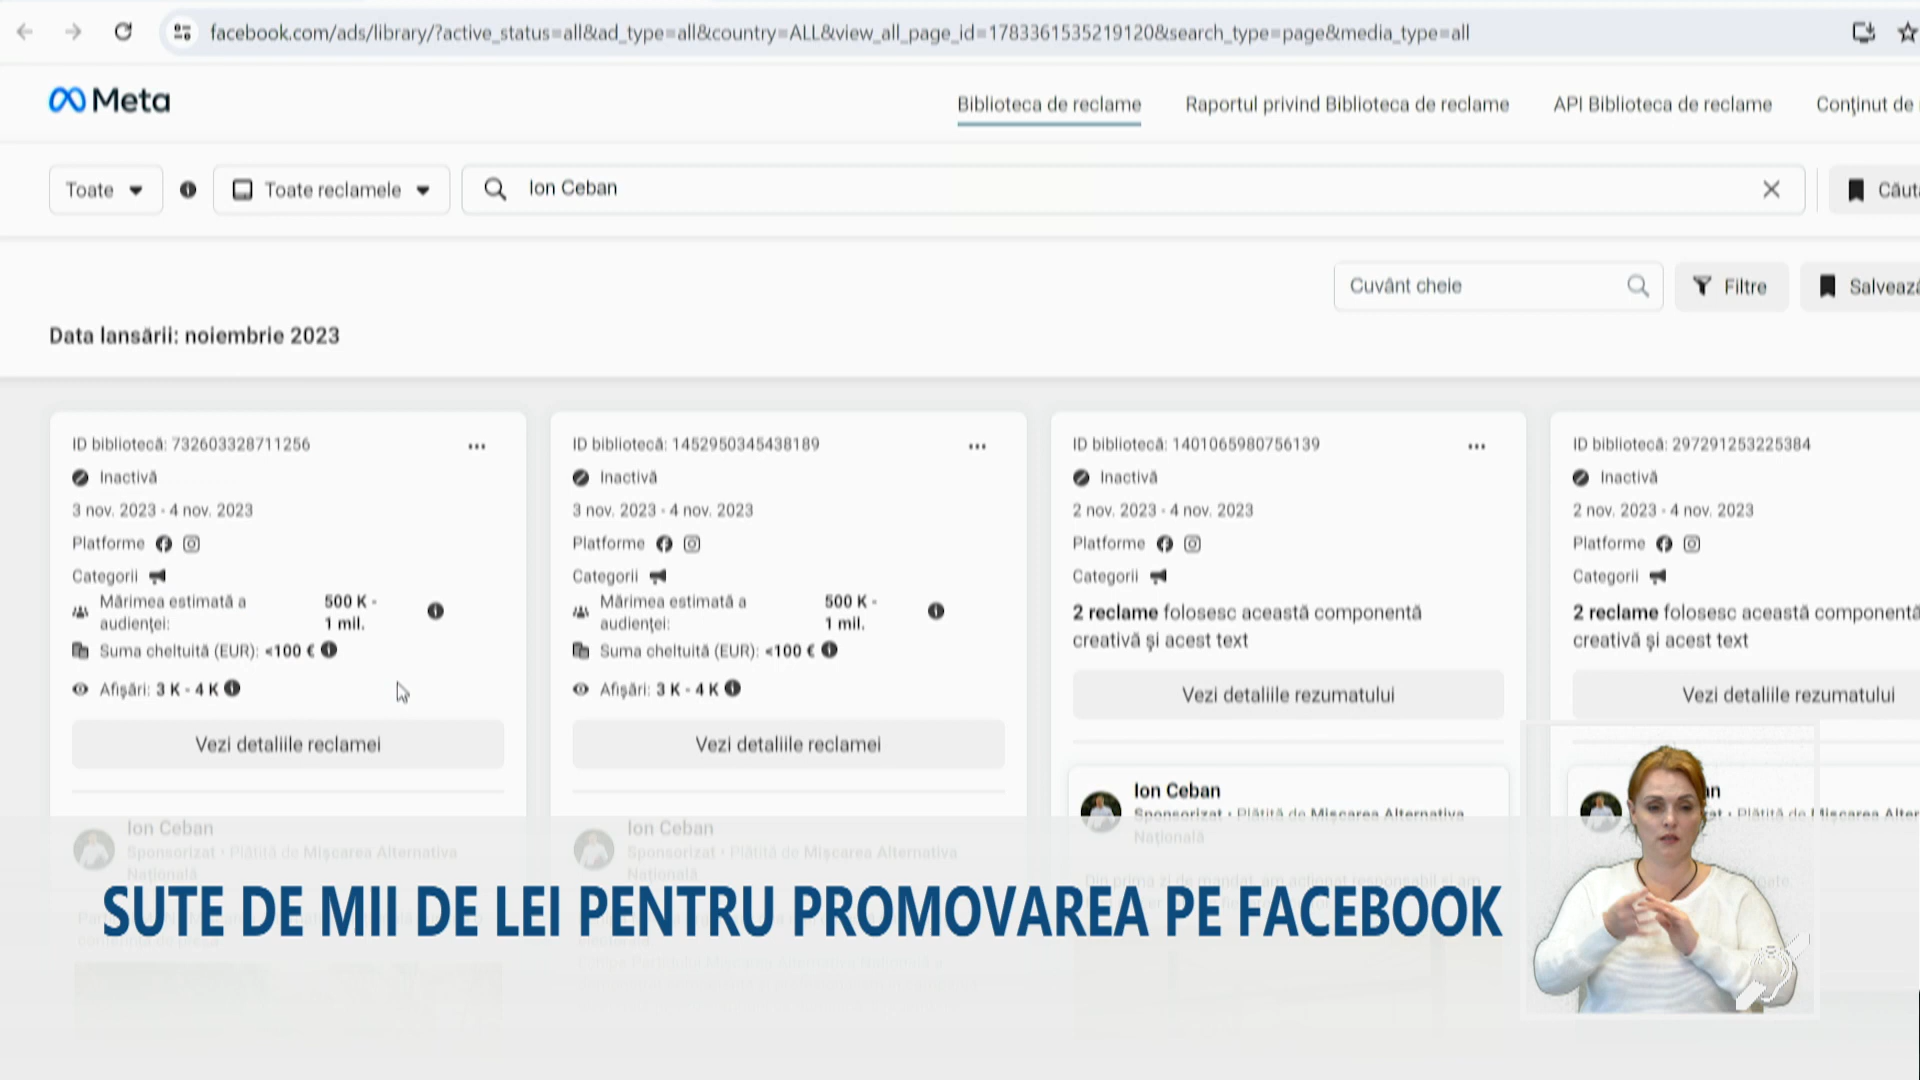 facebook.com/ads/library/?active_status=all&ad_type=all&country=ALL&view_all_page_id=1783361535219120&search_type=page&media_type=all
Meta
Biblioteca de reclame Raportul privind Biblioteca de reclame API Biblioteca de reclame Conținut de
Toate Toate reclamele Ion Ceban Căuta
Cuvânt cheie Filtre Salvează
Data lansării: noiembrie 2023
ID bibliotecă: 732603328711256
Inactivă
3 nov. 2023 - 4 nov. 2023
Platforme
Categorii
Mărimea estimată a audienței: 500 K - 1 mil.
Suma cheltuită (EUR): <100 €
Afișări: 3 K - 4 K
Vezi detaliile reclamei
Ion Ceban
Sponsorizat • Plătită de Mișcarea Alternativa
Națională
ID bibliotecă: 1452950345438189
Inactivă
3 nov. 2023 - 4 nov. 2023
Platforme
Categorii
Mărimea estimată a audienței: 500 K - 1 mil.
Suma cheltuită (EUR): <100 €
Afișări: 3 K - 4 K
Vezi detaliile reclamei
Ion Ceban
Sponsorizat • Plătită de Mișcarea Alternativa
Națională
ID bibliotecă: 1401065980756139
Inactivă
2 nov. 2023 - 4 nov. 2023
Platforme
Categorii
2 reclame folosesc această componentă
creativă și acest text
Vezi detaliile rezumatului
Ion Ceban
Sponsorizat • Plătită de Mișcarea Alternativa
Națională
ID bibliotecă: 297291253225384
Inactivă
2 nov. 2023 - 4 nov. 2023
Platforme
Categorii
2 reclame folosesc această componentă
creativă și acest text
Vezi detaliile rezumatului
SUTE DE MII DE LEI PENTRU PROMOVAREA PE FACEBOOK